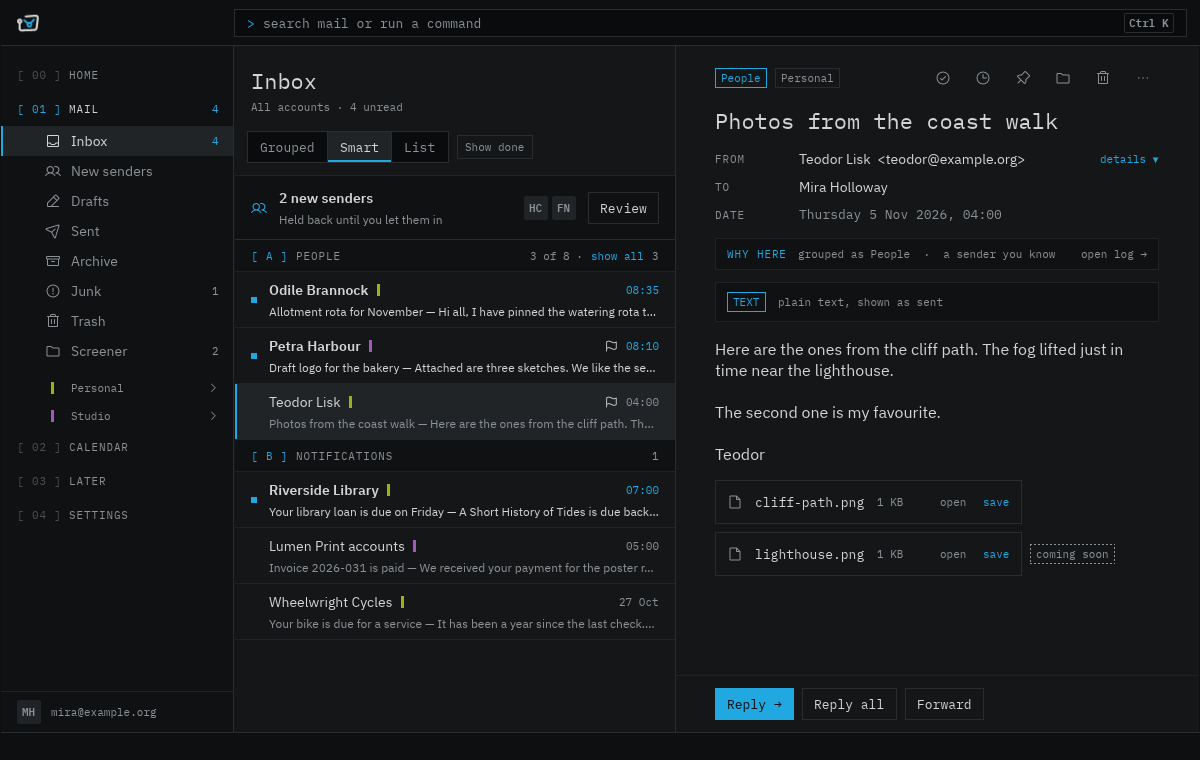 > search mail or run a command
Ctrl K
[ 00 ] HOME
[ 01 ] MAIL 4
Inbox 4
New senders
Drafts
Sent
Archive
Junk 1
Trash
Screener 2
Personal
Studio
[ 02 ] CALENDAR
[ 03 ] LATER
[ 04 ] SETTINGS
MH mira@example.org
Inbox
All accounts · 4 unread
Grouped Smart List Show done
2 new senders
Held back until you let them in
HC FN Review
[ A ] PEOPLE 3 of 8 · show all 3
Odile Brannock 08:35
Allotment rota for November — Hi all, I have pinned the watering rota t…
Petra Harbour 08:10
Draft logo for the bakery — Attached are three sketches. We like the se…
Teodor Lisk 04:00
Photos from the coast walk — Here are the ones from the cliff path. Th…
[ B ] NOTIFICATIONS 1
Riverside Library 07:00
Your library loan is due on Friday — A Short History of Tides is due back…
Lumen Print accounts 05:00
Invoice 2026-031 is paid — We received your payment for the poster r…
Wheelwright Cycles 27 Oct
Your bike is due for a service — It has been a year since the last check.…
People Personal
Photos from the coast walk
FROM Teodor Lisk <teodor@example.org> details ▾
TO Mira Holloway
DATE Thursday 5 Nov 2026, 04:00
WHY HERE grouped as People · a sender you know open log →
TEXT plain text, shown as sent
Here are the ones from the cliff path. The fog lifted just in
time near the lighthouse.
The second one is my favourite.
Teodor
cliff-path.png 1 KB open save
lighthouse.png 1 KB open save coming soon
Reply → Reply all Forward